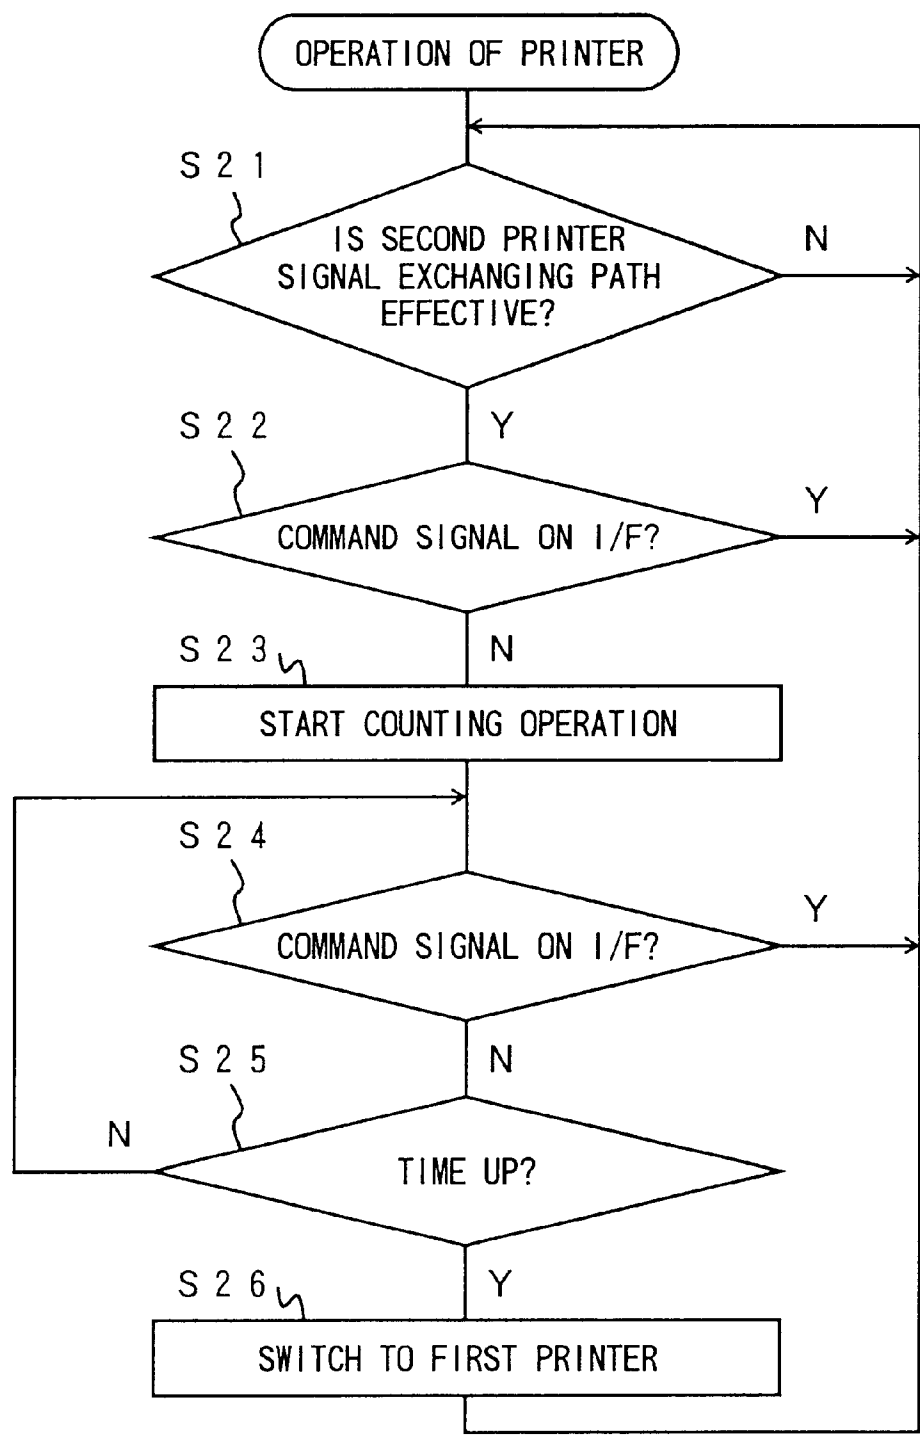 OPERATION OF PRINTER
S21
IS SECOND PRINTER
SIGNAL EXCHANGING PATH
EFFECTIVE?
N
Y
S22
COMMAND SIGNAL ON I/F?
Y
N
S23
START COUNTING OPERATION
S24
COMMAND SIGNAL ON I/F?
Y
N
S25
TIME UP?
N
Y
S26
SWITCH TO FIRST PRINTER